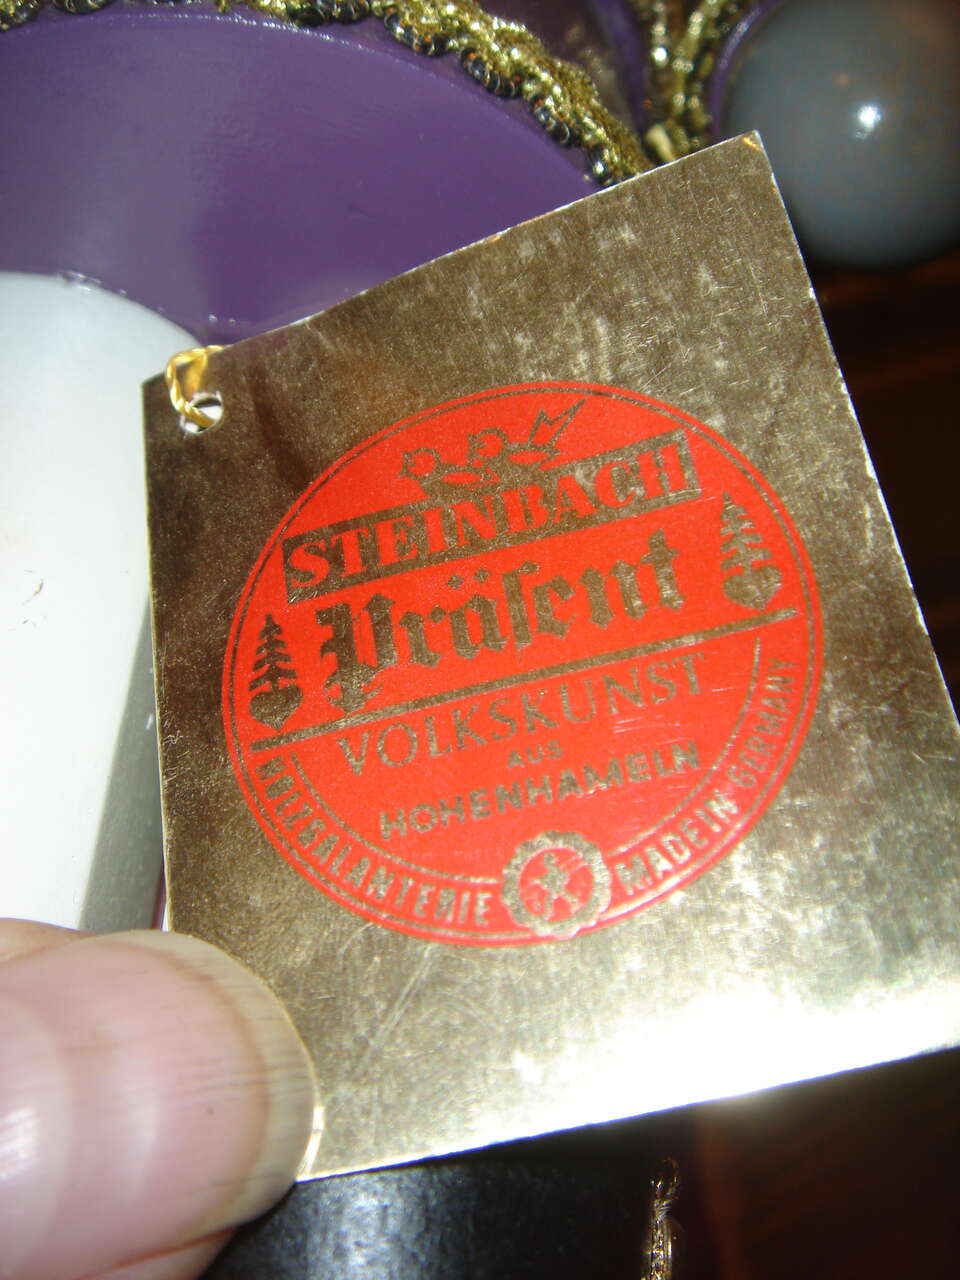 STEINBACH
Präsent
VOLKSKUNST
AUS
HOHENHAMELN
HOLZGALANTERIE MADE IN GERMANY